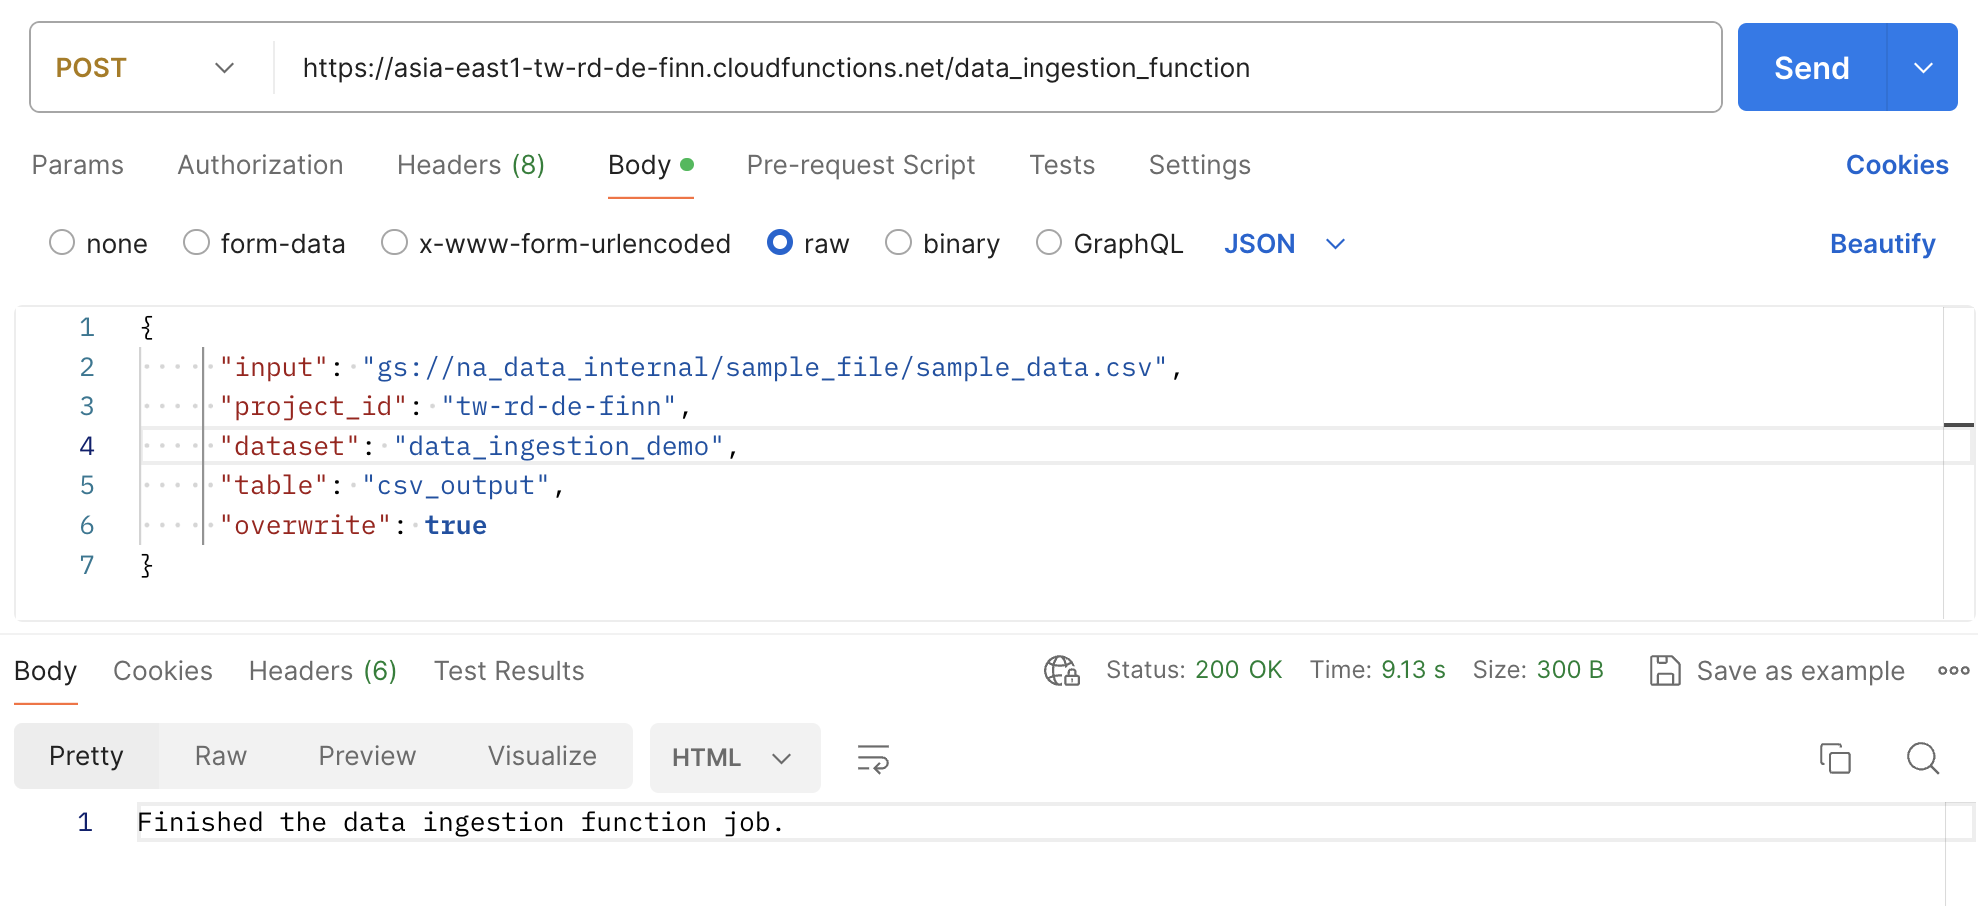 POST https://asia-east1-tw-rd-de-finn.cloudfunctions.net/data_ingestion_function Send
Params Authorization Headers (8) Body Pre-request Script Tests Settings Cookies
none form-data x-www-form-urlencoded raw binary GraphQL JSON Beautify
1 {
2 "input": "gs://na_data_internal/sample_file/sample_data.csv",
3 "project_id": "tw-rd-de-finn",
4 "dataset": "data_ingestion_demo",
5 "table": "csv_output",
6 "overwrite": true
7 }
Body Cookies Headers (6) Test Results Status: 200 OK Time: 9.13 s Size: 300 B Save as example
Pretty Raw Preview Visualize HTML
1 Finished the data ingestion function job.